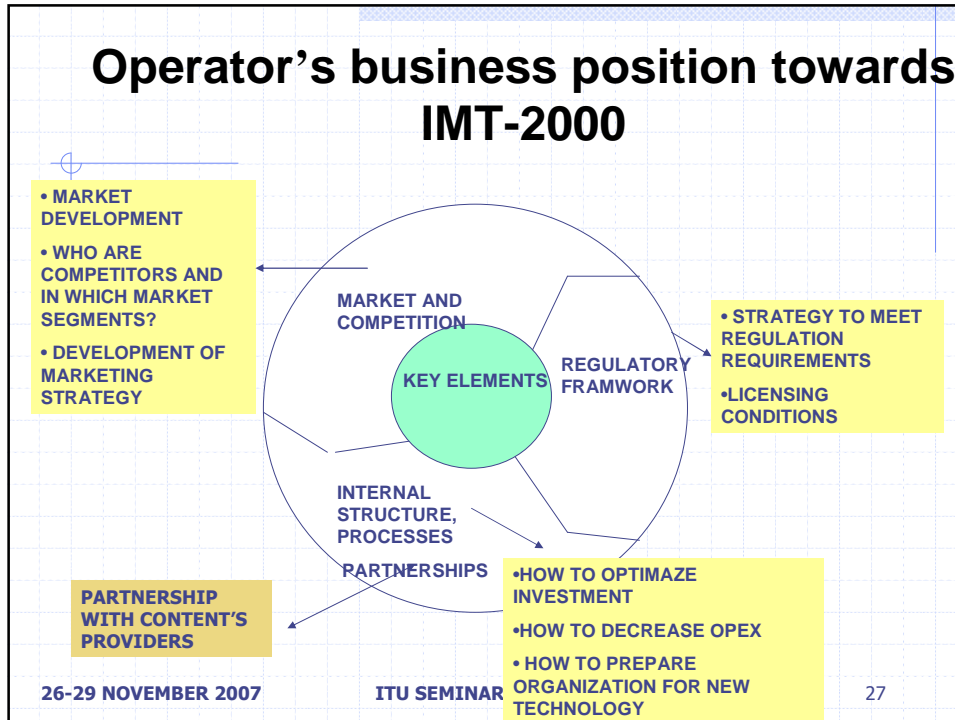 Operator’s business position towards
IMT-2000
• MARKET
DEVELOPMENT
• WHO ARE
COMPETITORS AND
IN WHICH MARKET
SEGMENTS?
• DEVELOPMENT OF
MARKETING
STRATEGY
MARKET AND
COMPETITION
KEY ELEMENTS
REGULATORY
FRAMWORK
• STRATEGY TO MEET
REGULATION
REQUIREMENTS
•LICENSING
CONDITIONS
INTERNAL
STRUCTURE,
PROCESSES
PARTNERSHIPS
PARTNERSHIP
WITH CONTENT’S
PROVIDERS
•HOW TO OPTIMAZE
INVESTMENT
•HOW TO DECREASE OPEX
• HOW TO PREPARE
ORGANIZATION FOR NEW
TECHNOLOGY
26-29 NOVEMBER 2007
ITU SEMINAR
27